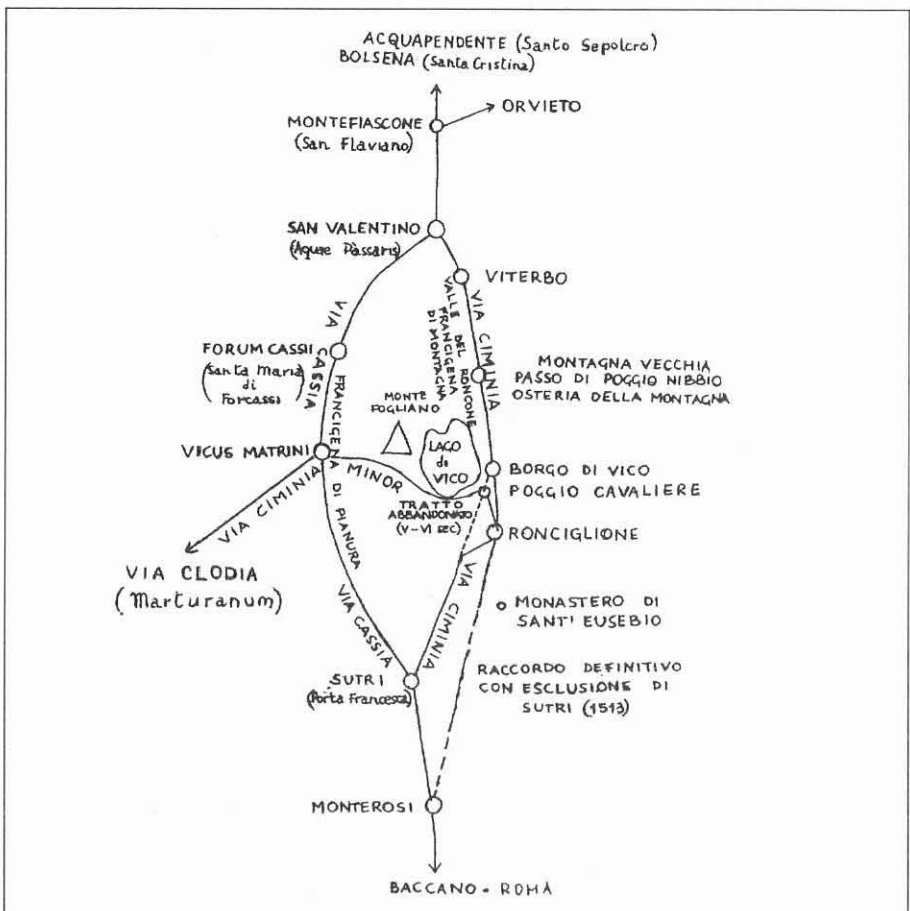 ACQUAPENDENTE (Santo Sepolcro)
BOLSENA (Santa Cristina)
ORVIETO
MONTEFIASCONE
(San Flaviano)
SAN VALENTINO
(Aquae Passaris)
VITERBO
VIA CASSIA
VALLE DEL RONCONE
FRANCIGENA
DI MONTAGNA
VIA CIMINIA
FORUM CASSII
(Santa Maria
di
Forcassi)
MONTAGNA VECCHIA
PASSO DI POGGIO NIBBIO
OSTERIA DELLA MONTAGNA
FRANCIGENA DI PIANURA
MONTE
FOGLIANO
LAGO
di
VICO
VICUS MATRINI
MINOR
BORGO DI VICO
POGGIO CAVALIERE
VIA CIMINIA
TRATTO
ABBANDONATO
(V-VI SEC)
RONCIGLIONE
VIA CLODIA
(Marturanum)
VIA CIMINIA
VIA CASSIA
MONASTERO DI
SANT' EUSEBIO
SUTRI
(Porta Francesca)
RACCORDO DEFINITIVO
CON ESCLUSIONE DI
SUTRI (1513)
MONTEROSI
BACCANO - ROMA